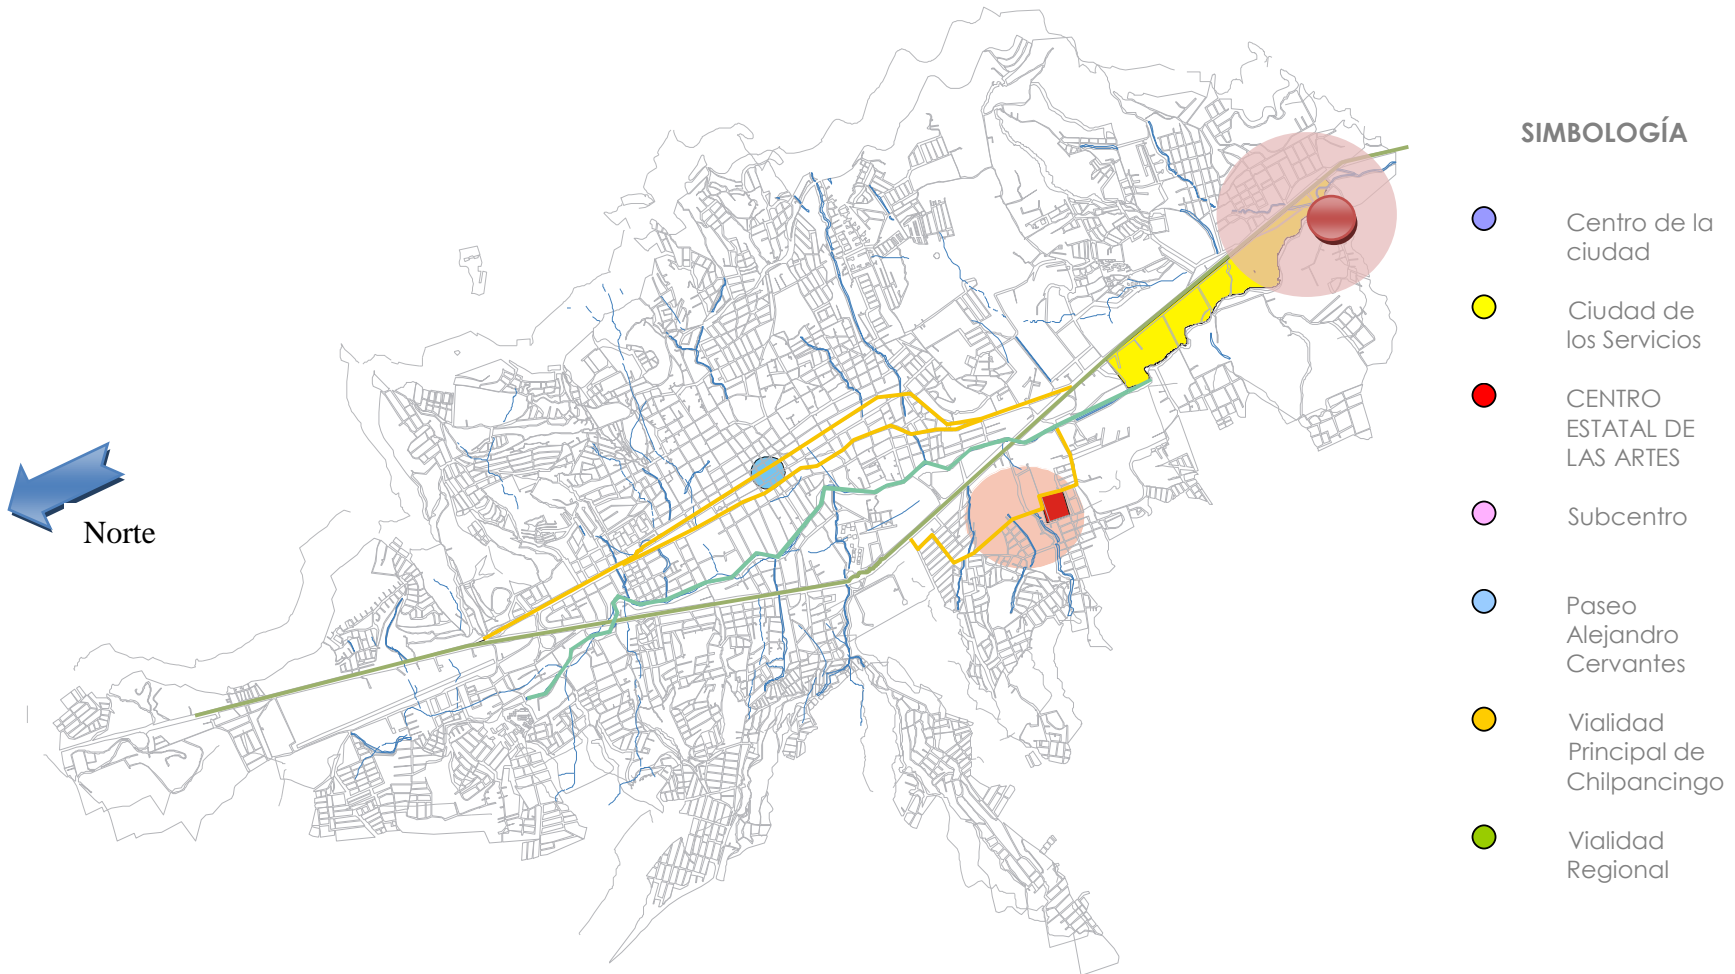 SIMBOLOGÍA
Centro de la
ciudad
Ciudad de
los Servicios
CENTRO
ESTATAL DE
LAS ARTES
Subcentro
Paseo
Alejandro
Cervantes
Vialidad
Principal de
Chilpancingo
Vialidad
Regional
Norte